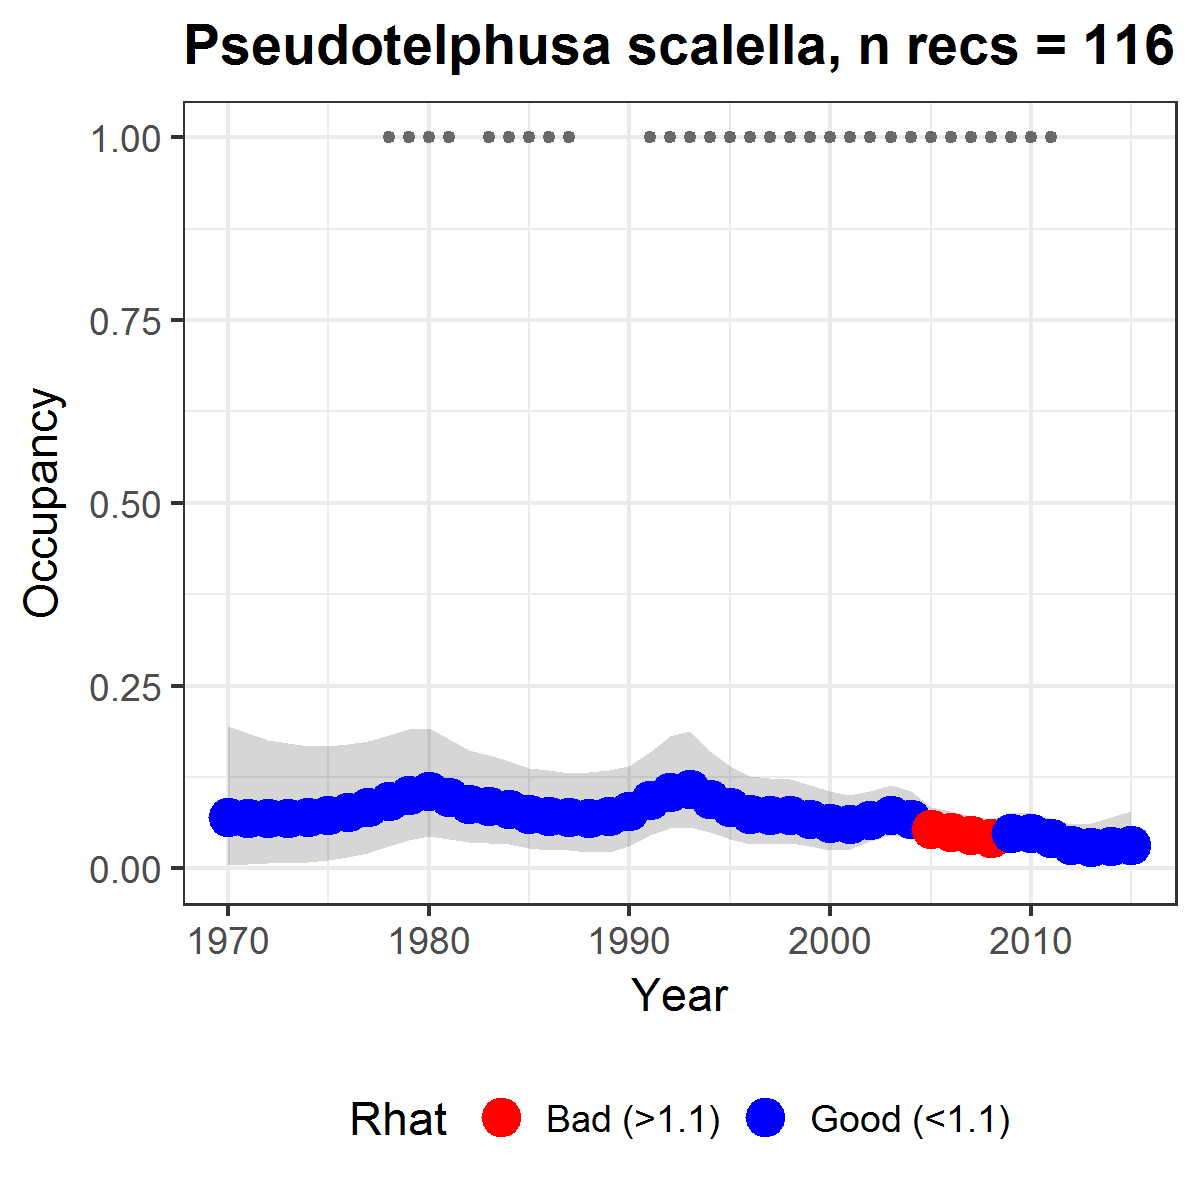 Pseudotelphusa scalella, n recs = 116
1.00
0.75
0.50
0.25
0.00
Occupancy
1970 1980 1990 2000 2010
Year
Rhat Bad (>1.1) Good (<1.1)